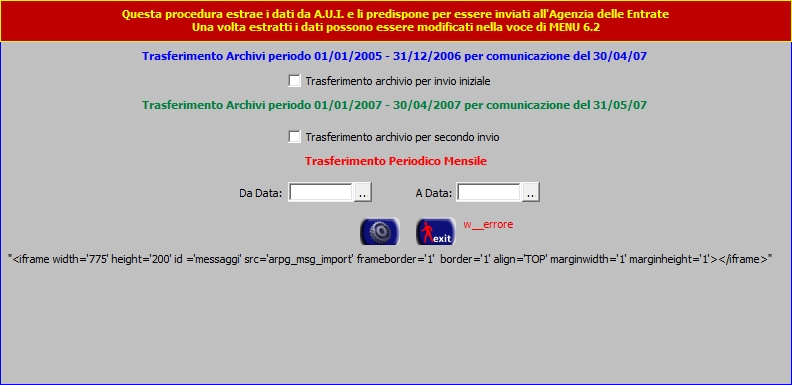 Questa procedura estrae i dati da A.U.I. e li predispone per essere inviati all'Agenzia delle Entrate
Una volta estratti i dati possono essere modificati nella voce di MENU 6.2
Trasferimento Archivi periodo 01/01/2005 - 31/12/2006 per comunicazione del 30/04/07
Trasferimento archivio per invio iniziale
Trasferimento Archivi periodo 01/01/2007 - 30/04/2007 per comunicazione del 31/05/07
Trasferimento archivio per secondo invio
Trasferimento Periodico Mensile
Da Data: .. A Data: ..
exit w__errore
"<iframe width='775' height='200' id ='messaggi' src='arpg_msg_import' frameborder='1'  border='1' align='TOP' marginwidth='1' marginheight='1'></iframe>"